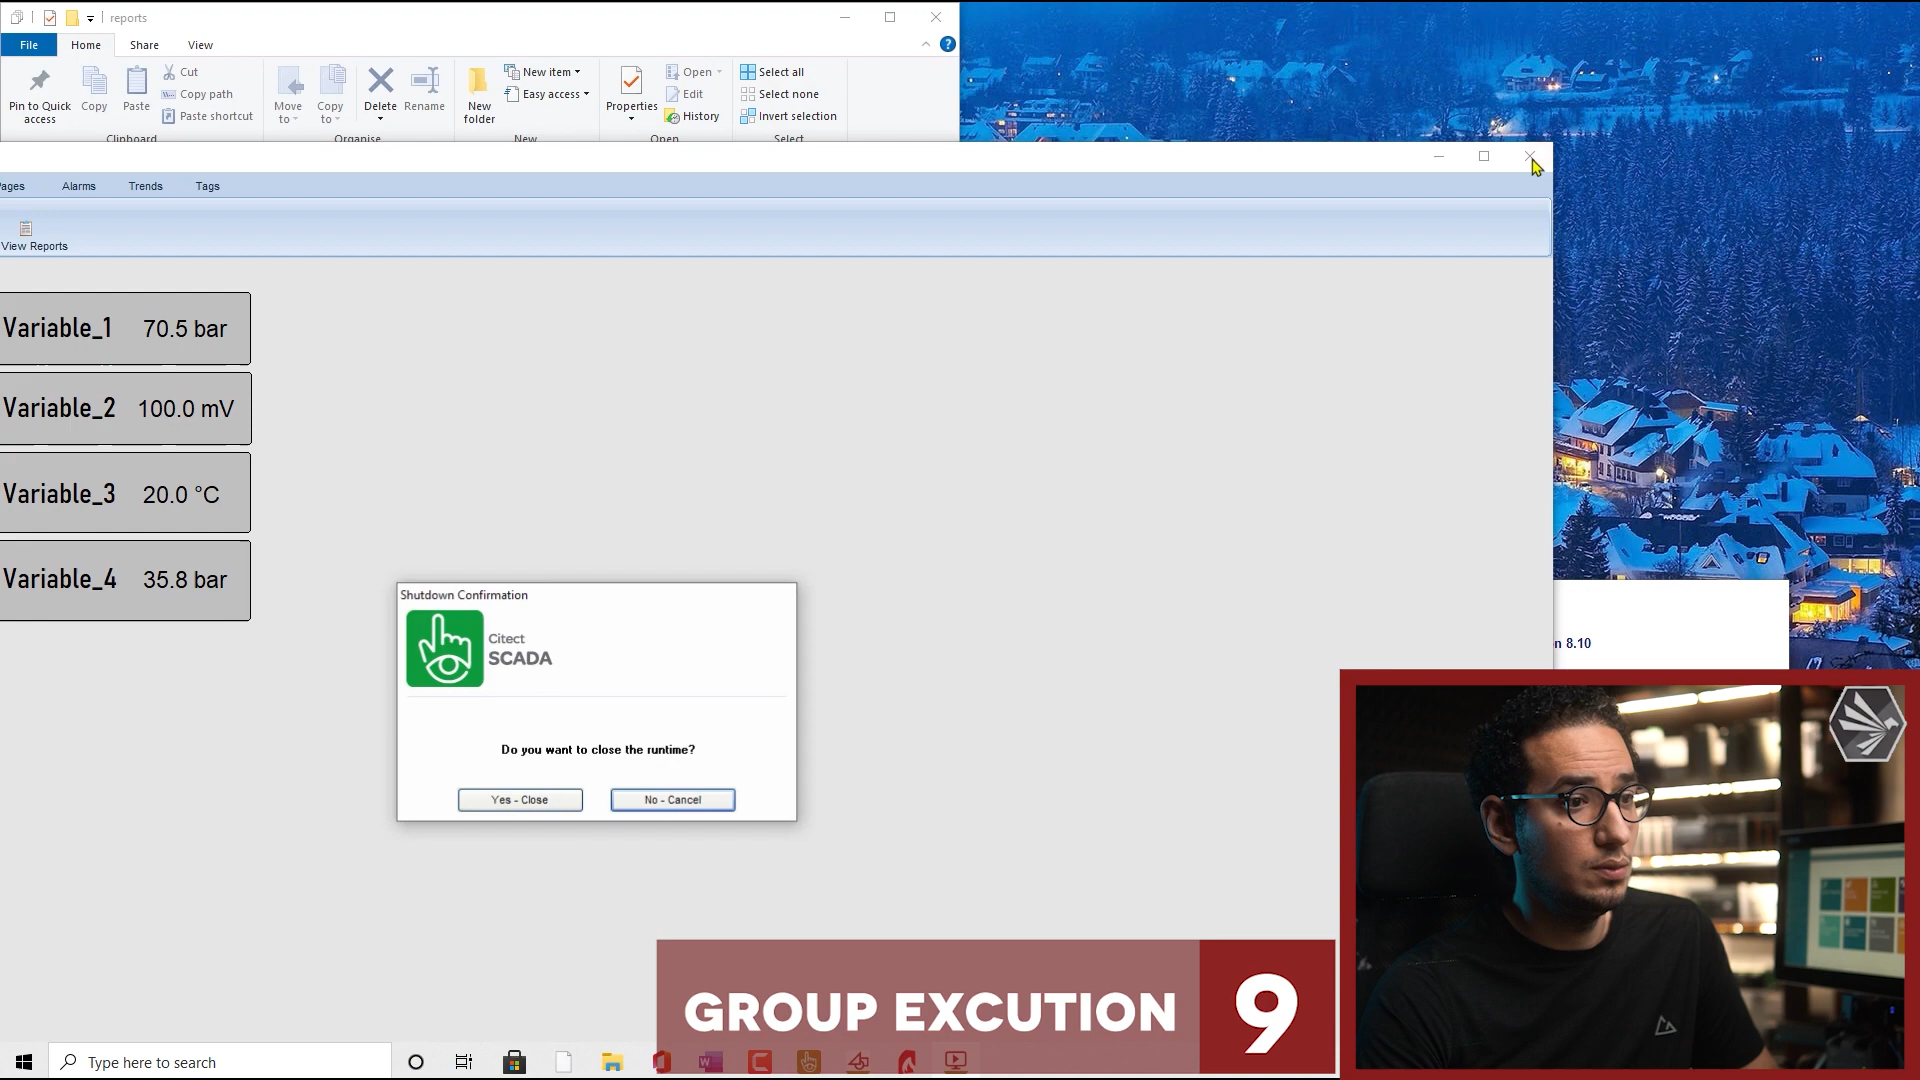 reports
File Home Share View
Pin to Quick access
Copy
Paste
Cut
Copy path
Paste shortcut
Clipboard
Move to
Copy to
Delete
Rename
Organise
New folder
New item
Easy access
New
Properties
Open
Edit
History
Open
Select all
Select none
Invert selection
Select
ages Alarms Trends Tags
View Reports
Variable_1 70.5 bar
Variable_2 100.0 mV
Variable_3 20.0 °C
Variable_4 35.8 bar
Shutdown Confirmation
Citect
SCADA
Do you want to close the runtime?
Yes - Close No - Cancel
n 8.10
GROUP EXCUTION 9
Type here to search